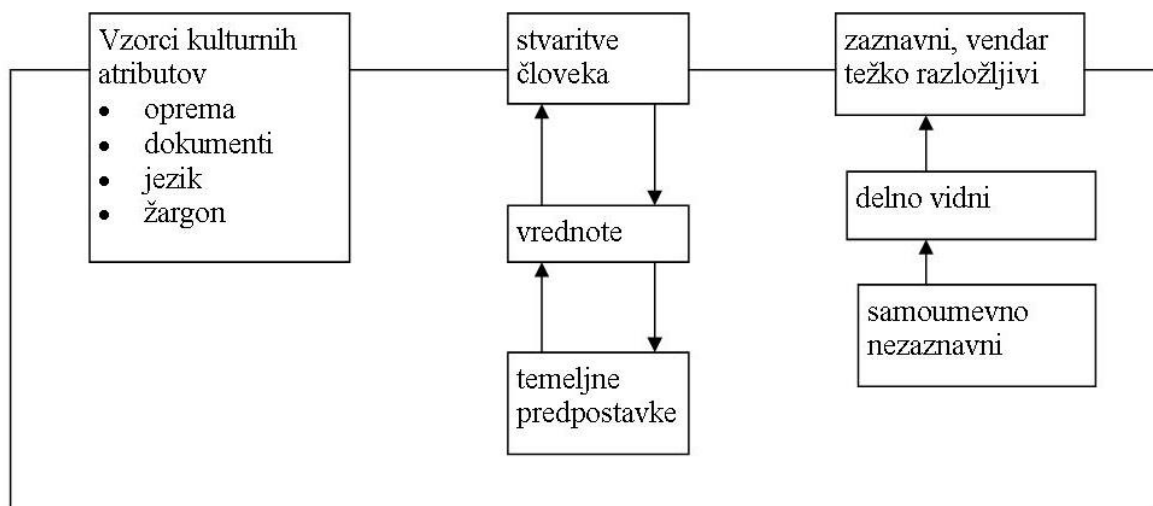 Vzorci kulturnih
atributov
• oprema
• dokumenti
• jezik
• žargon
stvaritve
človeka
vrednote
temeljne
predpostavke
zaznavni, vendar
težko razložljivi
delno vidni
samoumevno
nezaznavni